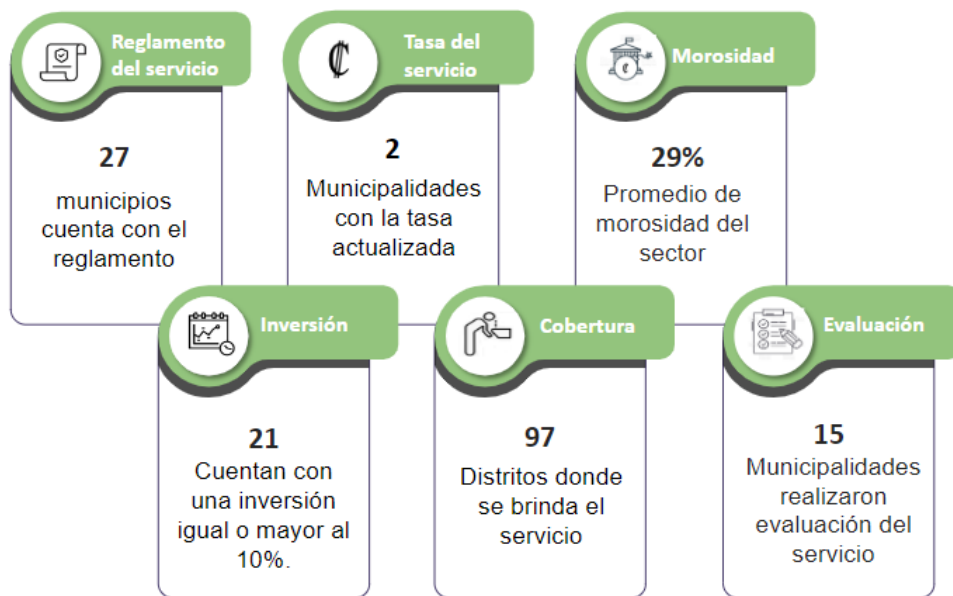 Reglamento
del servicio
27
municipios
cuenta con el
reglamento
₡
Tasa del
servicio
2
Municipalidades
con la tasa
actualizada
₡
Morosidad
29%
Promedio de
morosidad del
sector
Inversión
21
Cuentan con
una inversión
igual o mayor al
10%.
Cobertura
97
Distritos donde
se brinda el
servicio
Evaluación
15
Municipalidades
realizaron
evaluación del
servicio